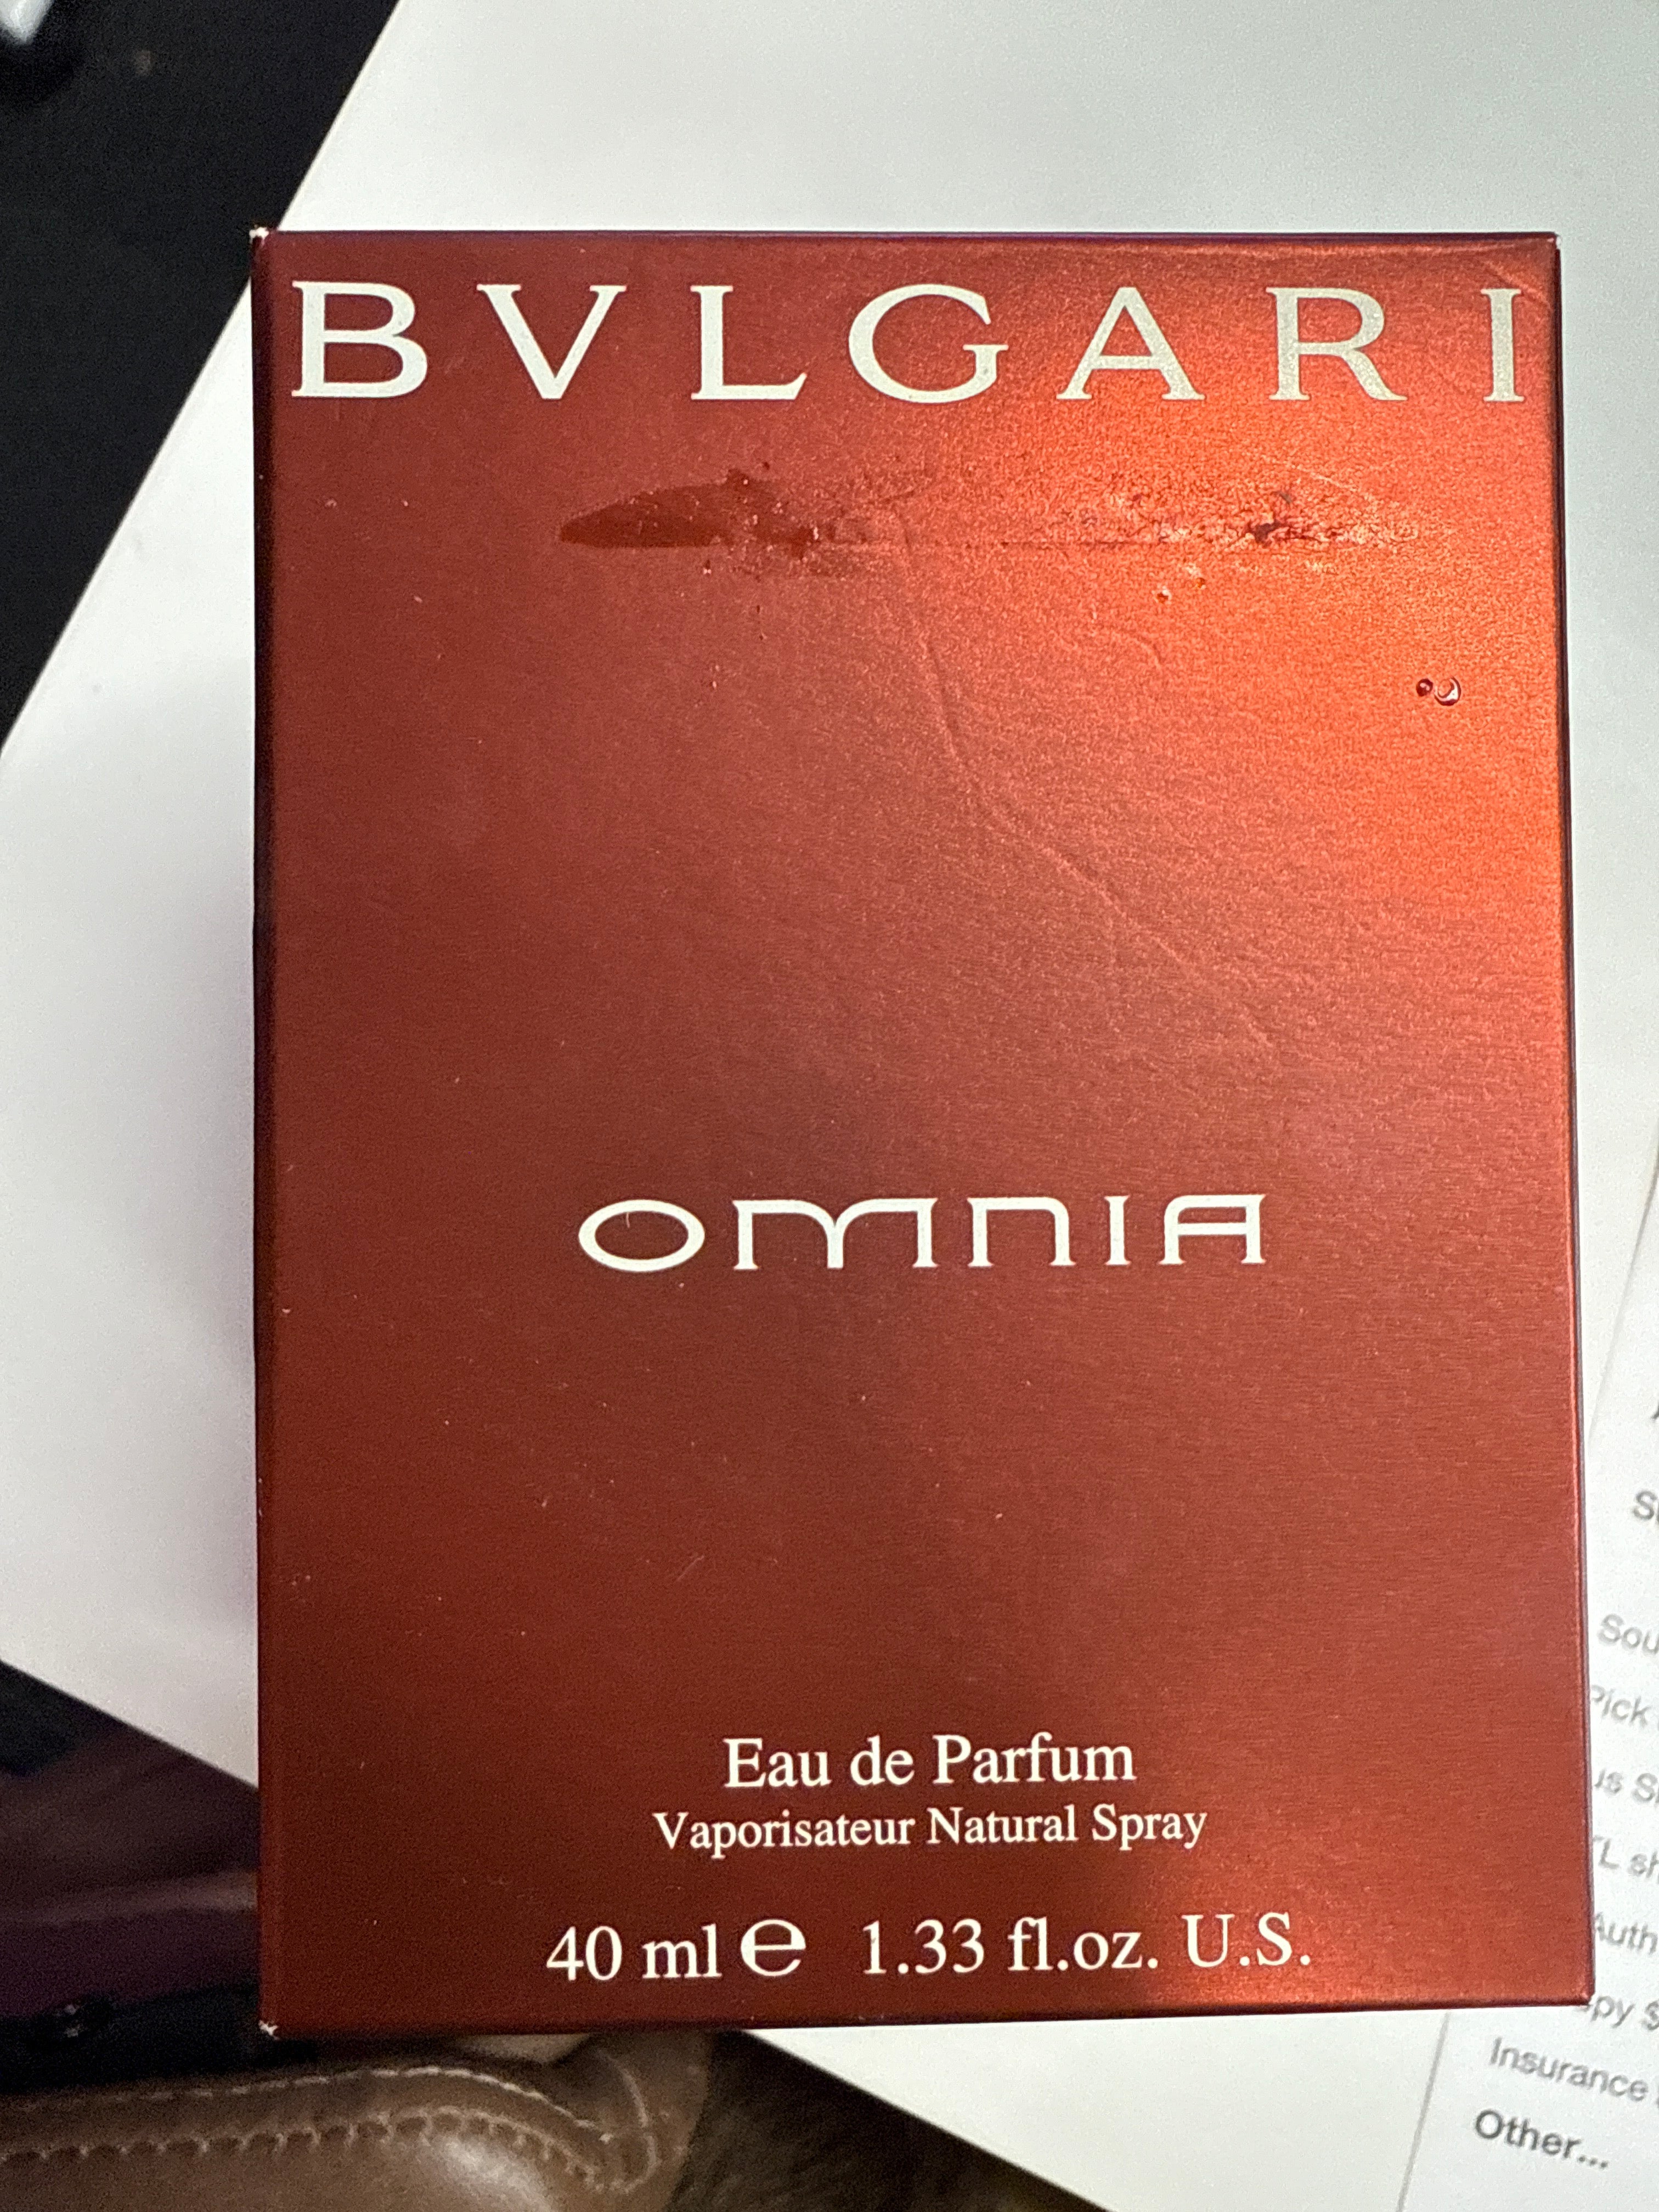 BVLGARI
OMNIA
Eau de Parfum
Vaporisateur Natural Spray
40 ml ℮ 1.33 fl.oz. U.S.
Insurance
Other...